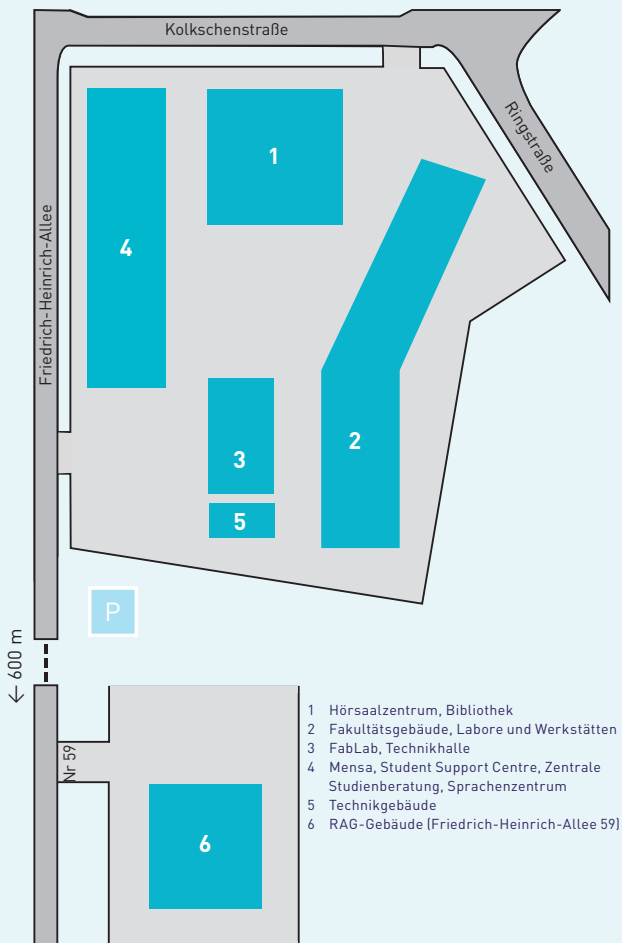 Kolkschenstraße
Ringstraße
Friedrich-Heinrich-Allee
1
4
2
3
5
P
← 600 m
Nr 59
6
1 Hörsaalzentrum, Bibliothek
2 Fakultätsgebäude, Labore und Werkstätten
3 FabLab, Technikhalle
4 Mensa, Student Support Centre, Zentrale
Studienberatung, Sprachenzentrum
5 Technikgebäude
6 RAG-Gebäude (Friedrich-Heinrich-Allee 59)